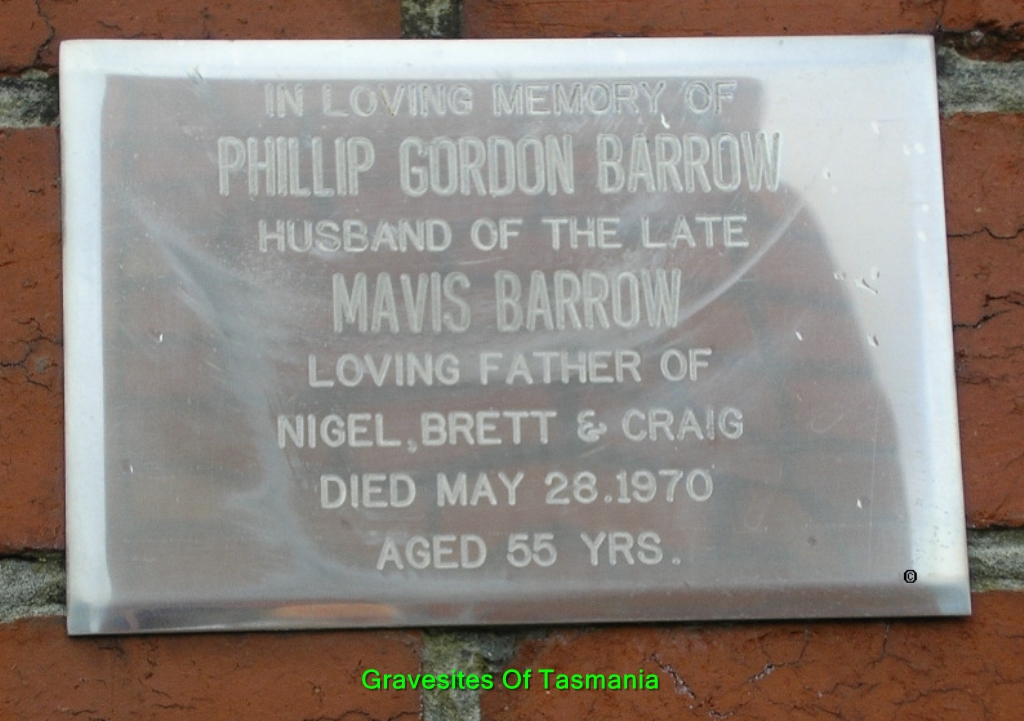 IN LOVING MEMORY OF
PHILLIP GORDON BARROW
HUSBAND OF THE LATE
MAVIS BARROW
LOVING FATHER OF
NIGEL, BRETT & CRAIG
DIED MAY 28.1970
AGED 55 YRS.
©
Gravesites Of Tasmania